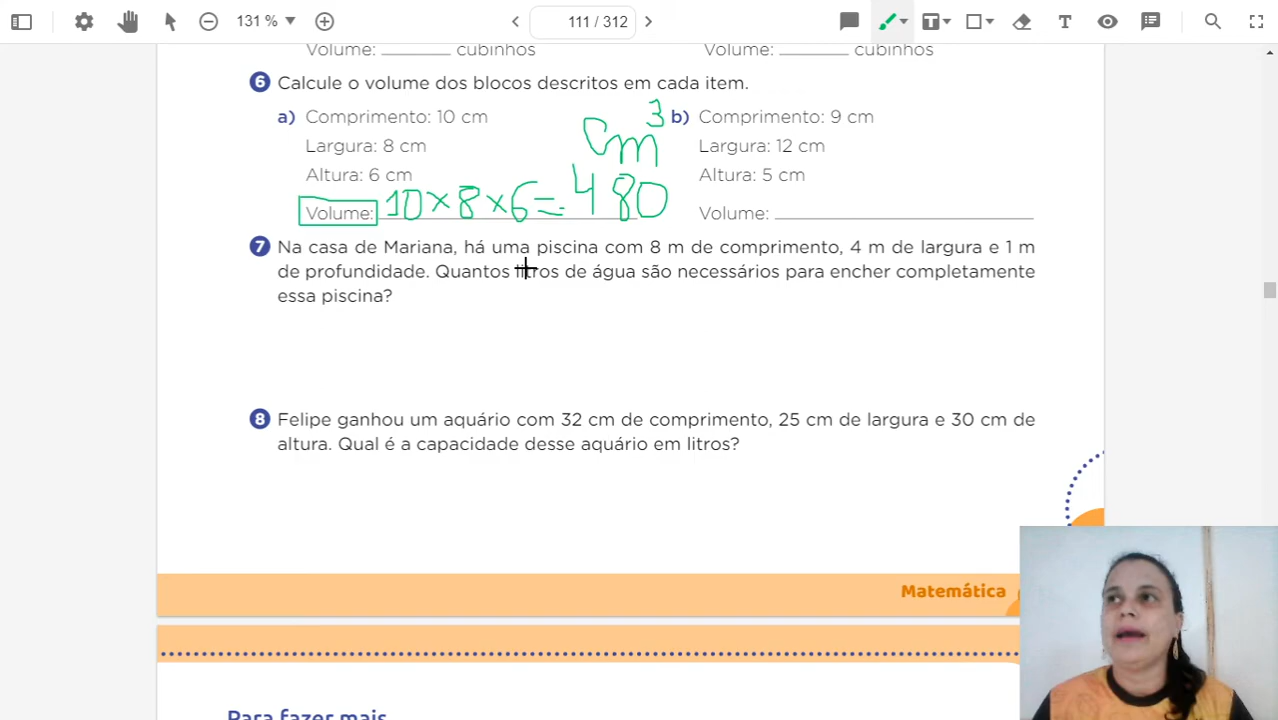 131 %
111 / 312
Volume: ______ cubinhos
Volume: ______ cubinhos
6 Calcule o volume dos blocos descritos em cada item.
a) Comprimento: 10 cm
Largura: 8 cm
Altura: 6 cm
cm³
Volume: 10 × 8 × 6 = 480
b) Comprimento: 9 cm
Largura: 12 cm
Altura: 5 cm
Volume: ______
7 Na casa de Mariana, há uma piscina com 8 m de comprimento, 4 m de largura e 1 m
de profundidade. Quantos litros de água são necessários para encher completamente
essa piscina?
8 Felipe ganhou um aquário com 32 cm de comprimento, 25 cm de largura e 30 cm de
altura. Qual é a capacidade desse aquário em litros?
Matemática
Para fazer mais